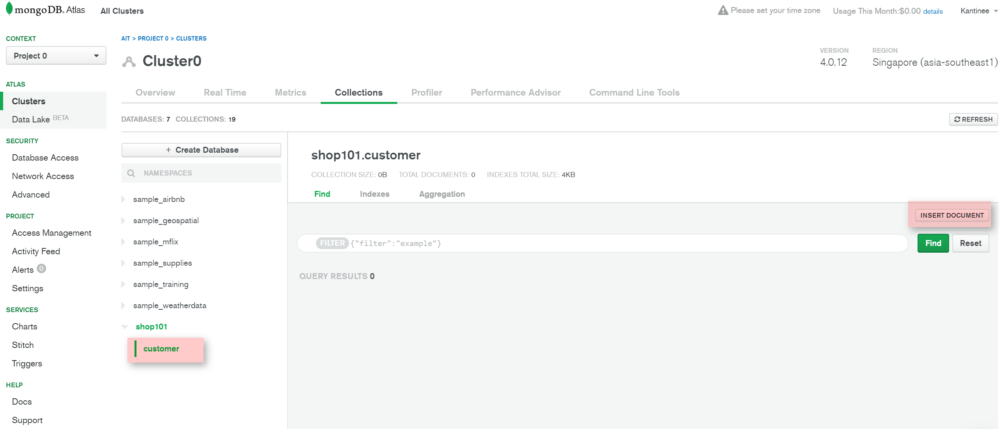 mongoDB. Atlas
All Clusters
Please set your time zone
Usage This Month:$0.00 details
Kantinee
CONTEXT
Project 0
ATLAS
Clusters
Data Lake BETA
SECURITY
Database Access
Network Access
Advanced
PROJECT
Access Management
Activity Feed
Alerts 0
Settings
SERVICES
Charts
Stitch
Triggers
HELP
Docs
Support
AIT > PROJECT 0 > CLUSTERS
Cluster0
VERSION
4.0.12
REGION
Singapore (asia-southeast1)
Overview
Real Time
Metrics
Collections
Profiler
Performance Advisor
Command Line Tools
DATABASES: 7 COLLECTIONS: 19
REFRESH
+ Create Database
NAMESPACES
sample_airbnb
sample_geospatial
sample_mflix
sample_supplies
sample_training
sample_weatherdata
shop101
customer
shop101.customer
COLLECTION SIZE: 0B TOTAL DOCUMENTS: 0 INDEXES TOTAL SIZE: 4KB
Find
Indexes
Aggregation
INSERT DOCUMENT
FILTER {"filter":"example"}
Find
Reset
QUERY RESULTS 0